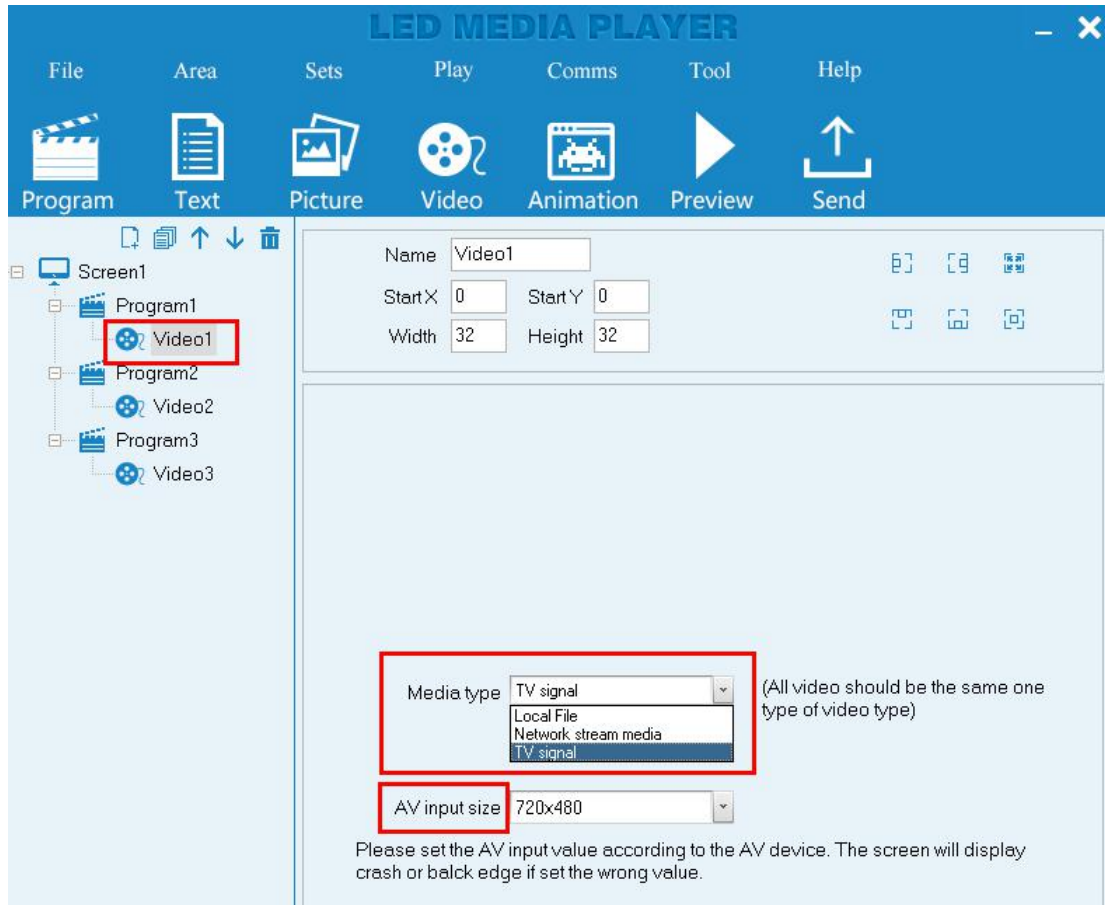 LED MEDIA PLAYER
File Area Sets Play Comms Tool Help
Program Text Picture Video Animation Preview Send
Screen1
Program1
Video1
Program2
Video2
Program3
Video3
Name Video1
StartX 0 StartY 0
Width 32 Height 32
Media type TV signal
Local File
Network stream media
TV signal
(All video should be the same one
type of video type)
AV input size 720x480
Please set the AV input value according to the AV device. The screen will display
crash or balck edge if set the wrong value.